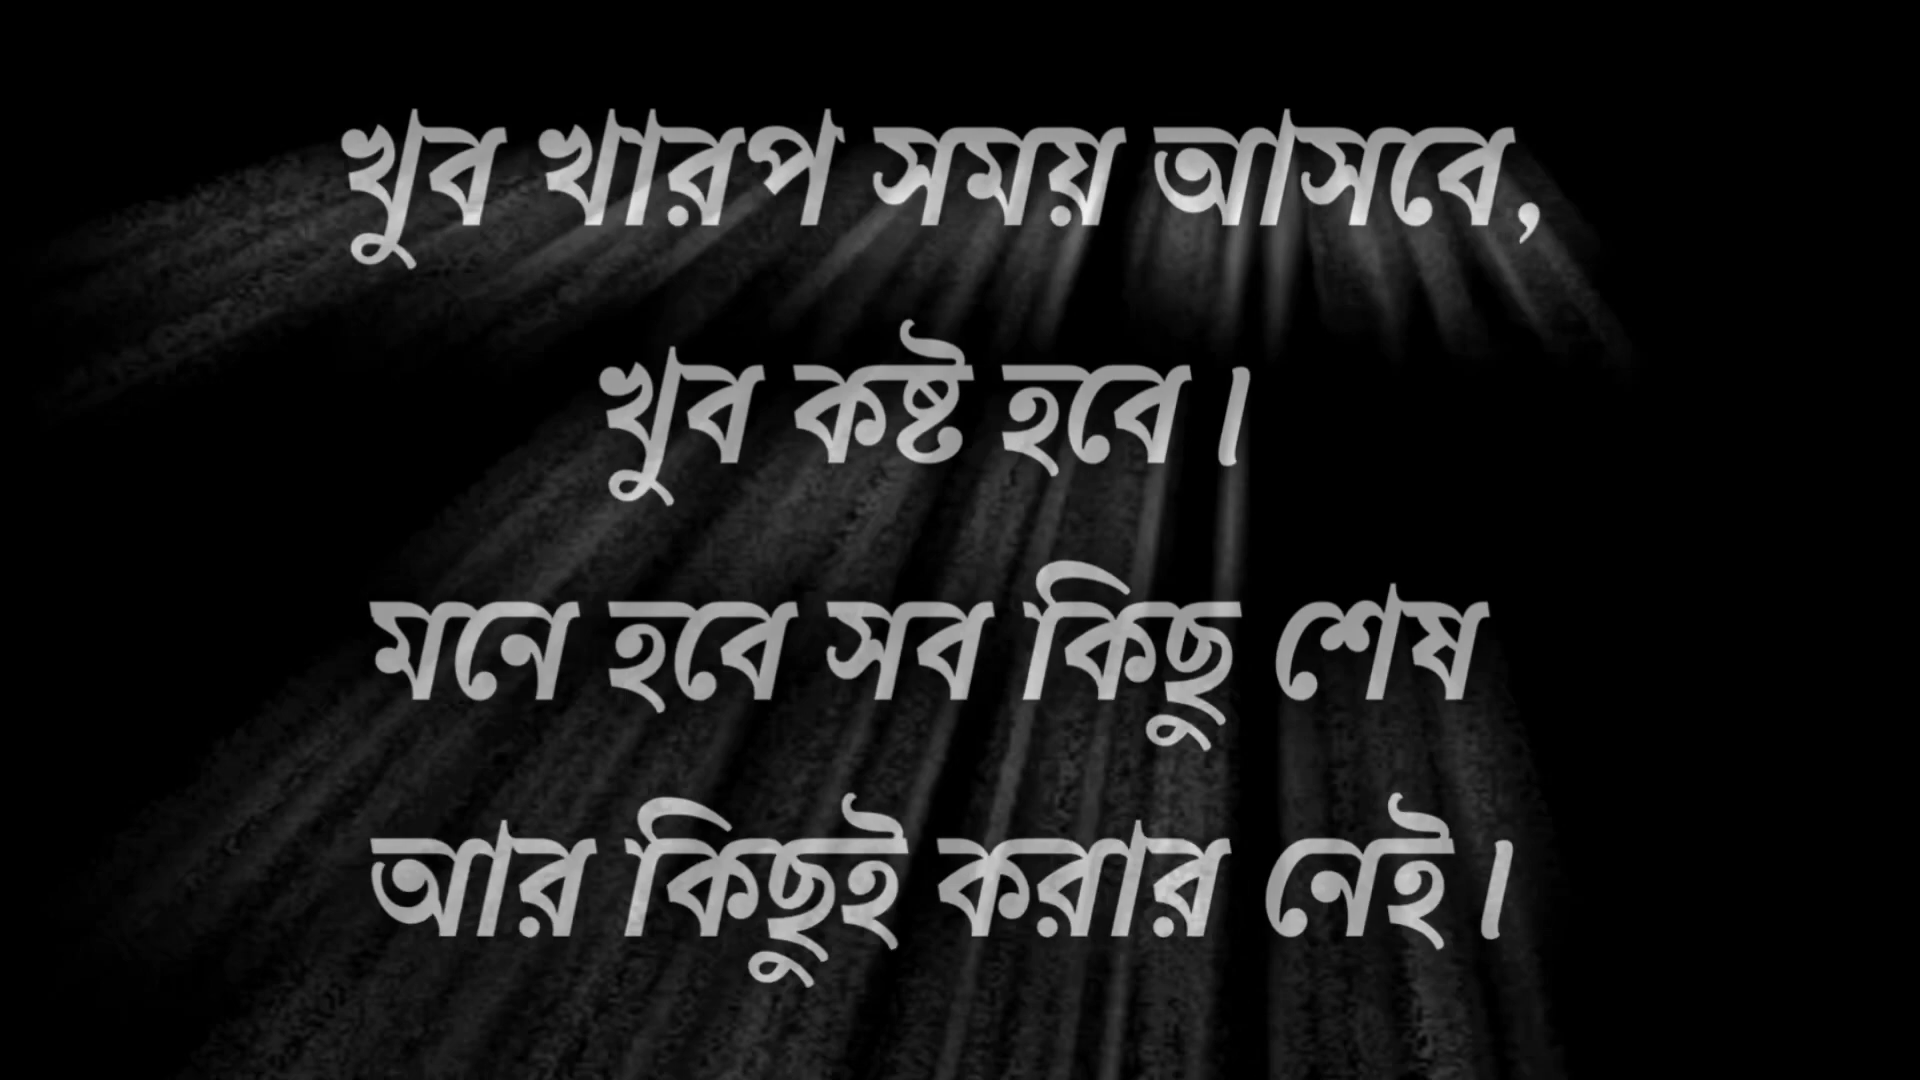 খুব খারপ সময় আসবে,
খুব কষ্ট হবে।
মনে হবে সব কিছু শেষ
আর কিছুই করার নেই।